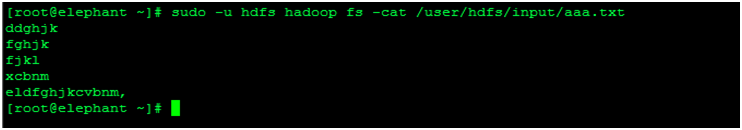 [root@elephant ~]# sudo -u hdfs hadoop fs -cat /user/hdfs/input/aaa.txt
ddghjk
fghjk
fjkl
xcbnm
eldfghjkcvbnm,
[root@elephant ~]#